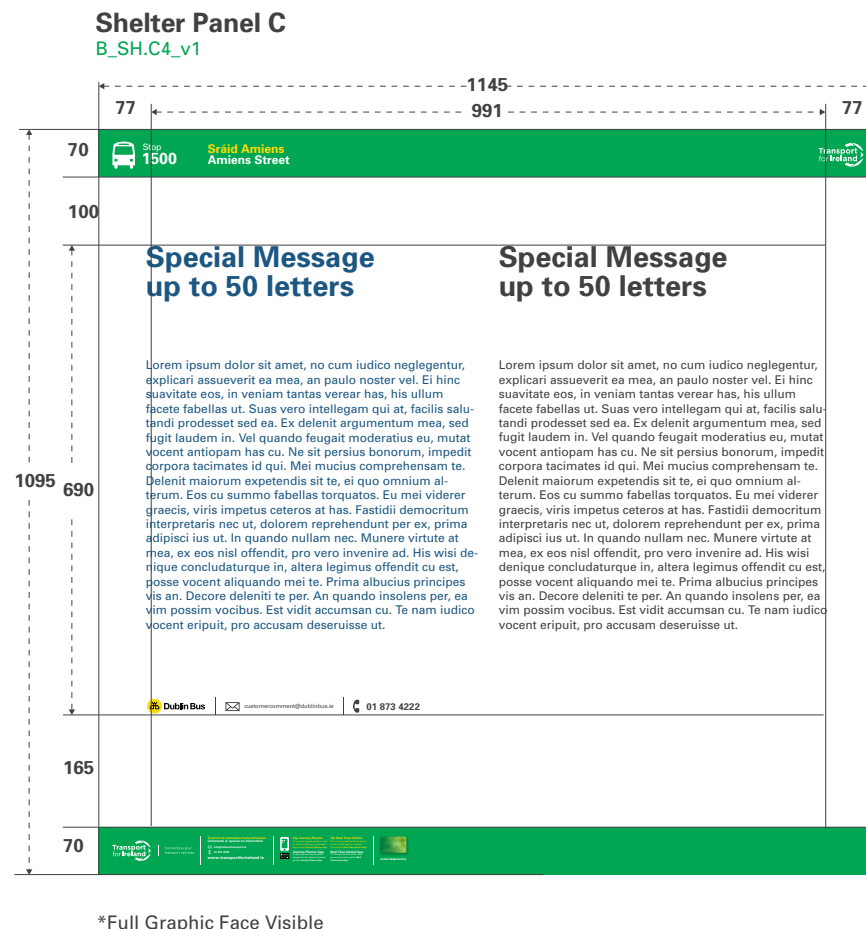 Shelter Panel C
B_SH.C4_v1
1145
77
991
77
70
Stop
1500
Sráid Amiens
Amiens Street
Transport
for Ireland
100
Special Message
up to 50 letters
Special Message
up to 50 letters
Lorem ipsum dolor sit amet, no cum iudico neglegentur,
explicari assueverit ea mea, an paulo noster vel. Ei hinc
suavitate eos, in veniam tantas verear has, his ullum
facete fabellas ut. Suas vero intellegam qui at, facilis salu-
tandi prodesset sed ea. Ex delenit argumentum mea, sed
fugit laudem in. Vel quando feugait moderatius eu, mutat
vocent antiopam has cu. Ne sit persius bonorum, impedit
corpora tacimates id qui. Mei mucius comprehensam te.
Delenit maiorum expetendis sit te, ei quo omnium al-
terum. Eos cu summo fabellas torquatos. Eu mei viderer
graecis, viris impetus ceteros at has. Fastidii democritum
interpretaris nec ut, dolorem reprehendunt per ex, prima
adipisci ius ut. In quando nullam nec. Munere virtute at
mea, ex eos nisl offendit, pro vero invenire ad. His wisi de-
nique concludaturque in, altera legimus offendit cu est,
posse vocent aliquando mei te. Prima albucius principes
vis an. Decore deleniti te per. An quando insolens per, ea
vim possim vocibus. Est vidit accumsan cu. Te nam iudico
vocent eripuit, pro accusam deseruisse ut.
Lorem ipsum dolor sit amet, no cum iudico neglegentur,
explicari assueverit ea mea, an paulo noster vel. Ei hinc
suavitate eos, in veniam tantas verear has, his ullum
facete fabellas ut. Suas vero intellegam qui at, facilis salu-
tandi prodesset sed ea. Ex delenit argumentum mea, sed
fugit laudem in. Vel quando feugait moderatius eu, mutat
vocent antiopam has cu. Ne sit persius bonorum, impedit
corpora tacimates id qui. Mei mucius comprehensam te.
Delenit maiorum expetendis sit te, ei quo omnium al-
terum. Eos cu summo fabellas torquatos. Eu mei viderer
graecis, viris impetus ceteros at has. Fastidii democritum
interpretaris nec ut, dolorem reprehendunt per ex, prima
adipisci ius ut. In quando nullam nec. Munere virtute at
mea, ex eos nisl offendit, pro vero invenire ad. His wisi
denique concludaturque in, altera legimus offendit cu est,
posse vocent aliquando mei te. Prima albucius principes
vis an. Decore deleniti te per. An quando insolens per, ea
vim possim vocibus. Est vidit accumsan cu. Te nam iudico
vocent eripuit, pro accusam deseruisse ut.
1095
690
Dublin Bus
customercomment@dublinbus.ie
01 873 4222
165
70
Transport
for Ireland
Connecting your
transport services
www.transportforireland.ie
*Full Graphic Face Visible